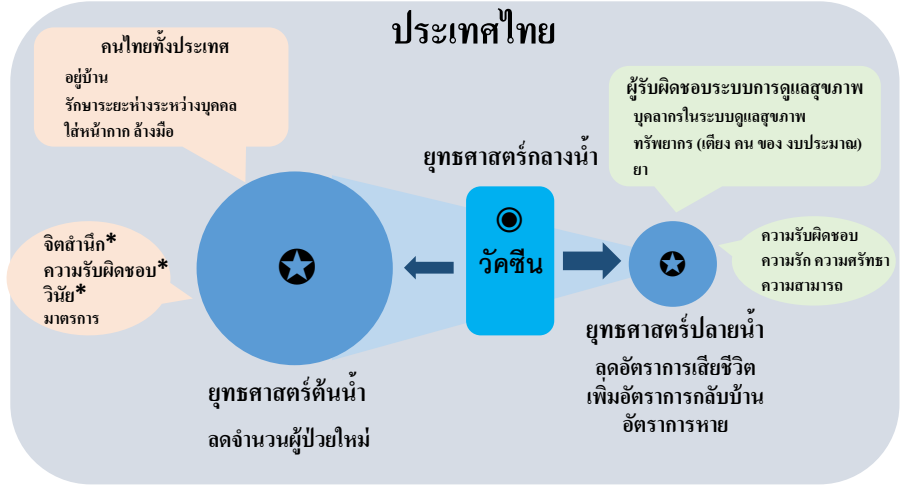 ประเทศไทย
คนไทยทั้งประเทศ
อยู่บ้าน
รักษาระยะห่างระหว่างบุคคล
ใส่หน้ากาก ล้างมือ
ผู้รับผิดชอบระบบการดูแลสุขภาพ
บุคลากรในระบบดูแลสุขภาพ
ทรัพยากร (เตียง คน ของ งบประมาณ)
ยา
ยุทธศาสตร์กลางน้ำ
วัคซีน
จิตสำนึก*
ความรับผิดชอบ*
วินัย*
มาตรการ
ความรับผิดชอบ
ความรัก ความศรัทธา
ความสามารถ
ยุทธศาสตร์ต้นน้ำ
ลดจำนวนผู้ป่วยใหม่
ยุทธศาสตร์ปลายน้ำ
ลดอัตราการเสียชีวิต
เพิ่มอัตราการกลับบ้าน
อัตราการหาย